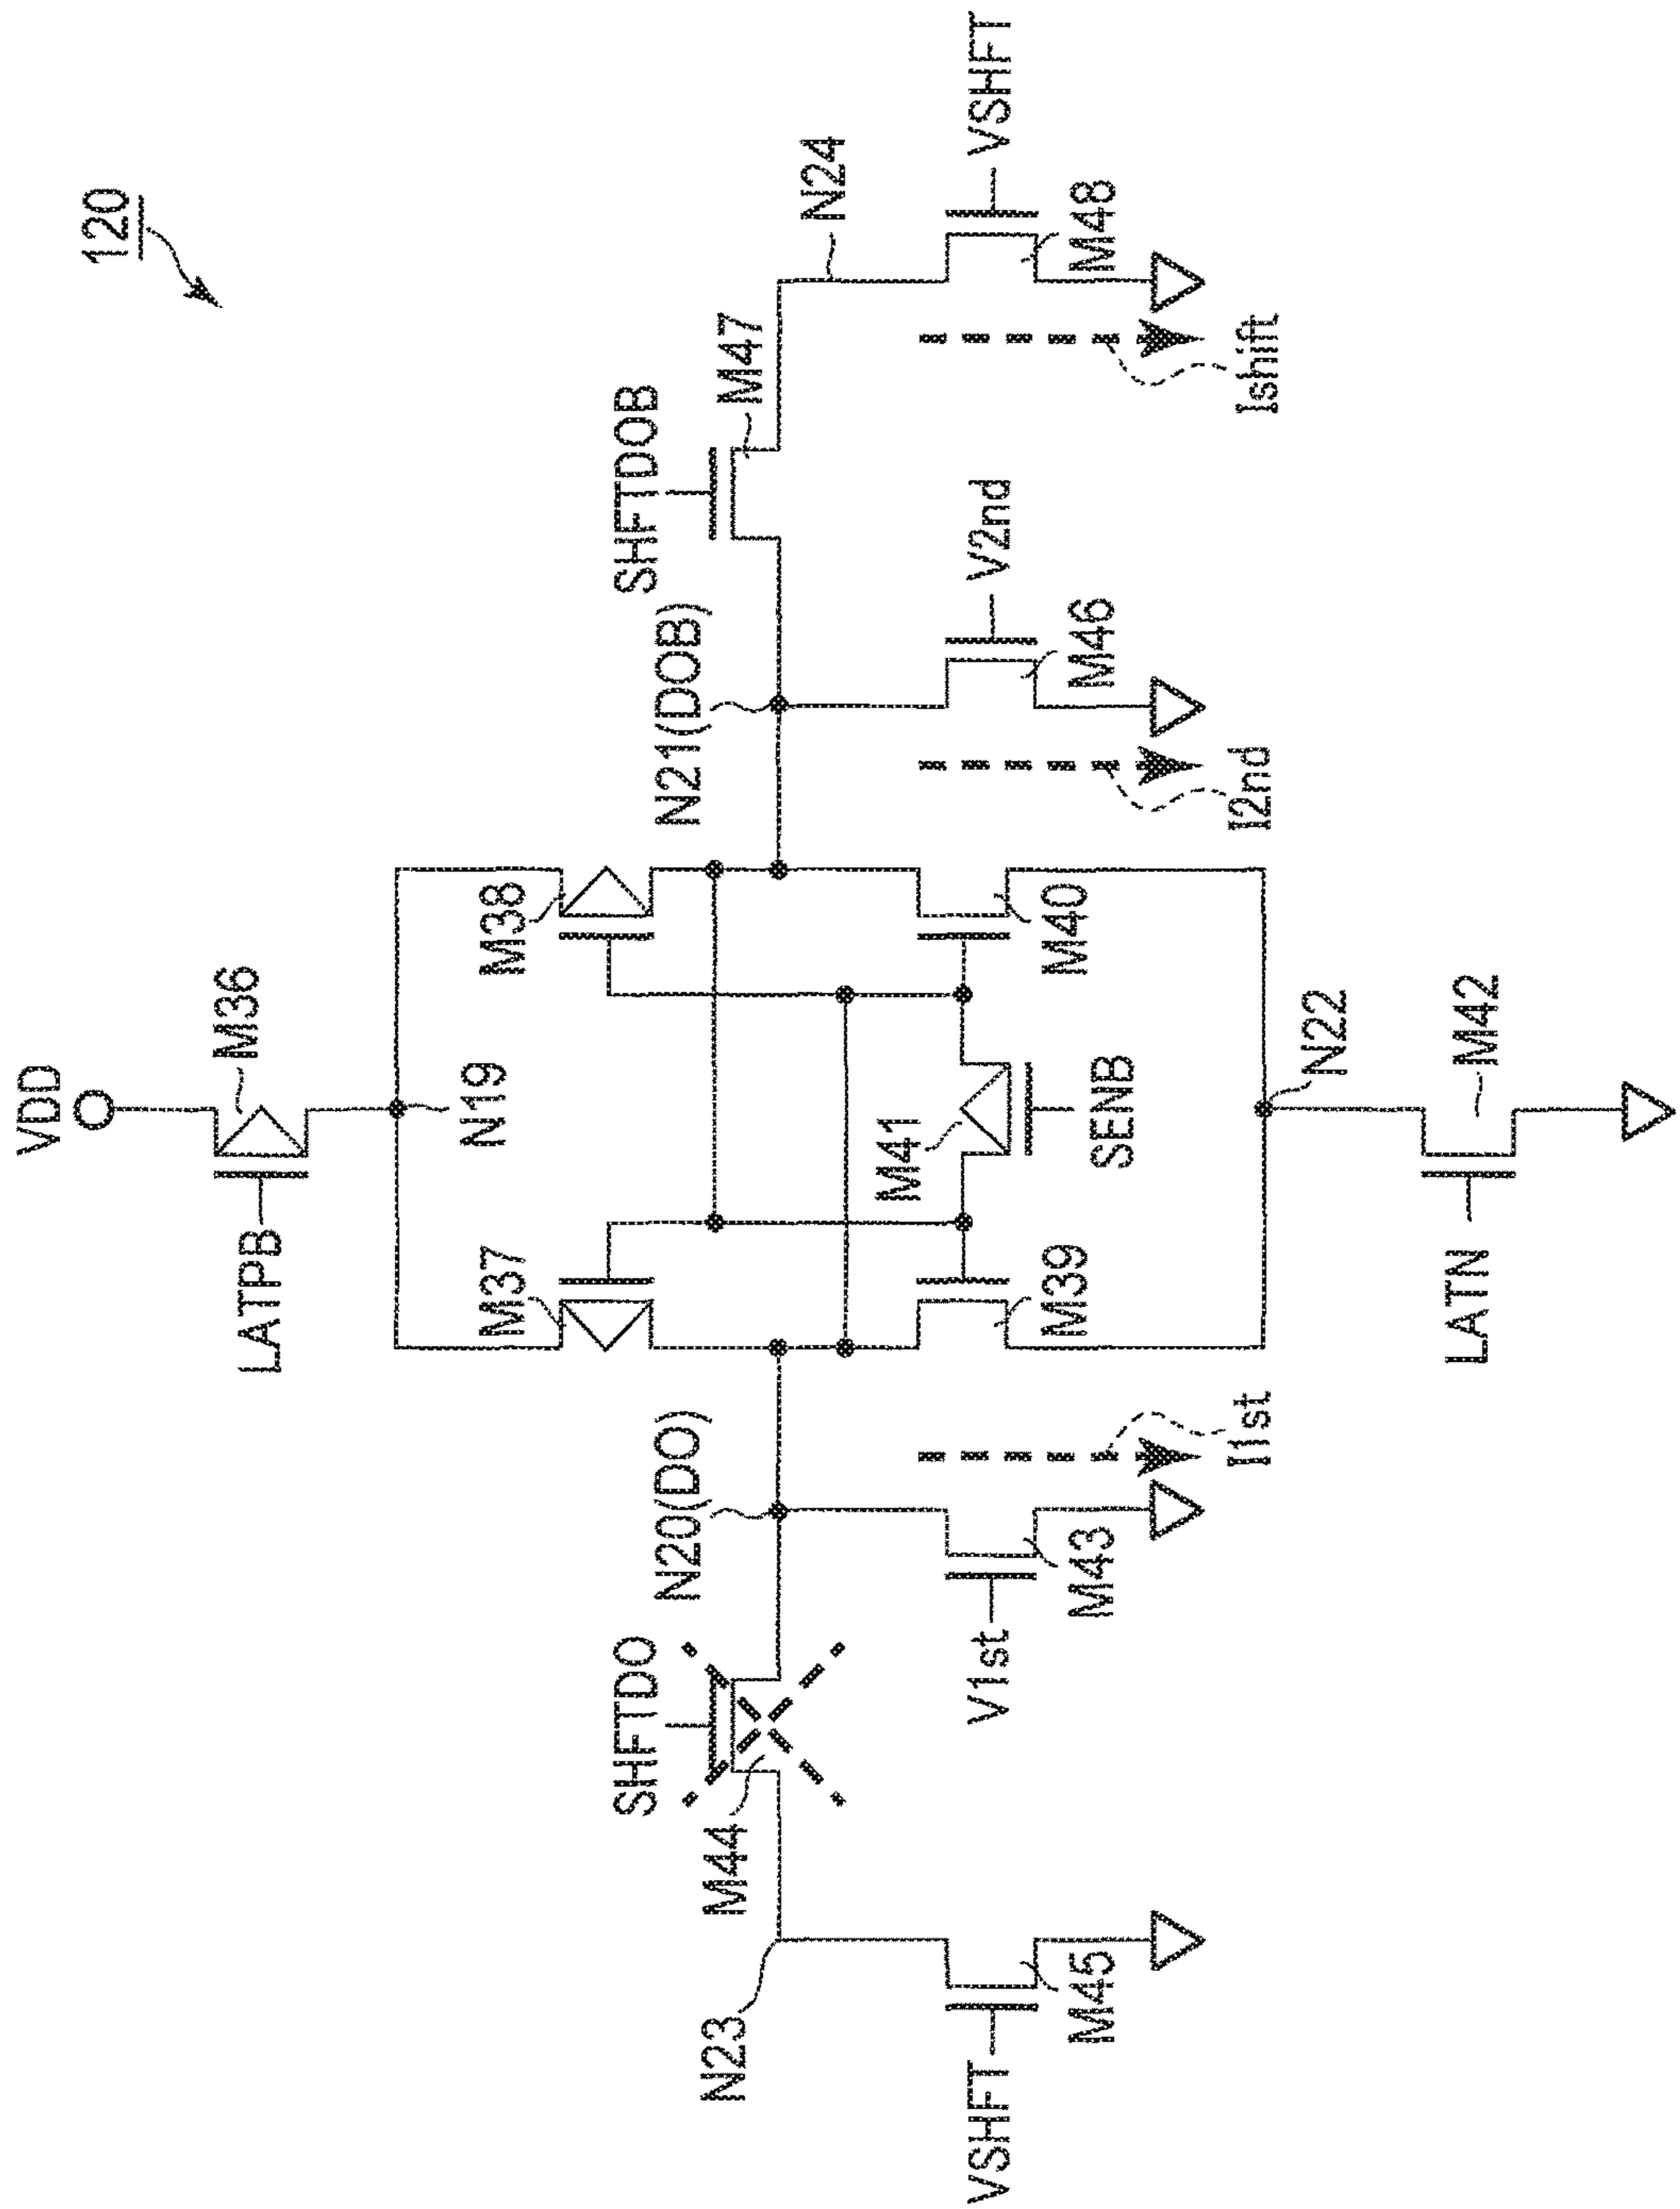 120
VDD
M36
LATPB
N19
M37
M38
SHFTDO
SHFTDOB
N20(DO)
N21(DOB)
M44
M47
N23
N24
M41
SENB
M39
M40
VSHFT
M45
V1st
M43
V2nd
M46
VSHFT
M48
I1st
I2nd
Ishift
N22
LATN
M42